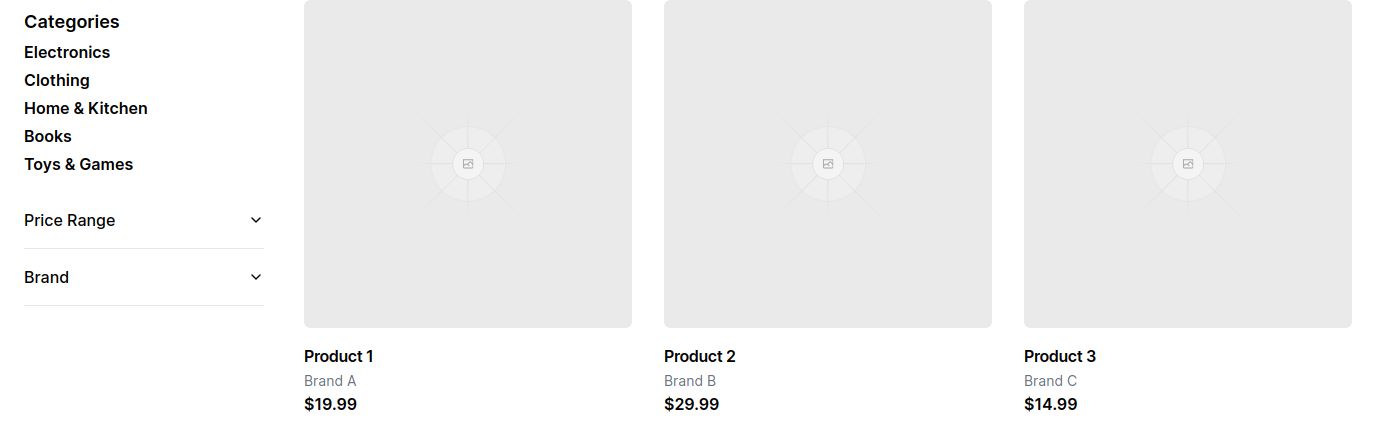 Categories
Electronics
Clothing
Home & Kitchen
Books
Toys & Games
Price Range
Brand
Product 1
Brand A
$19.99
Product 2
Brand B
$29.99
Product 3
Brand C
$14.99